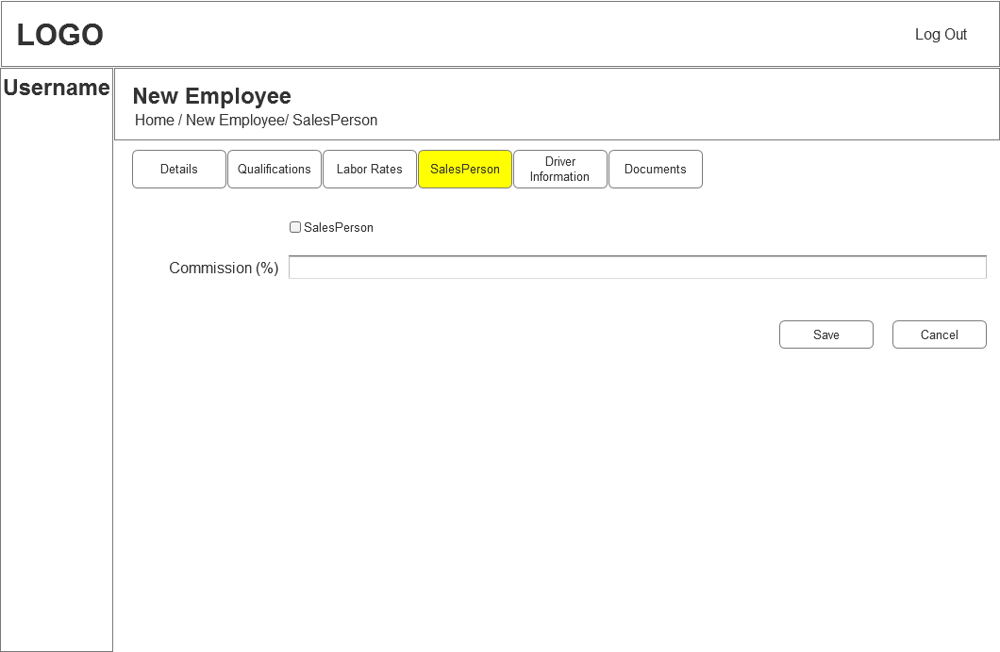 LOGO
Log Out
Username
New Employee
Home / New Employee/ SalesPerson
Details
Qualifications
Labor Rates
SalesPerson
Driver
Information
Documents
SalesPerson
Commission (%)
Save
Cancel